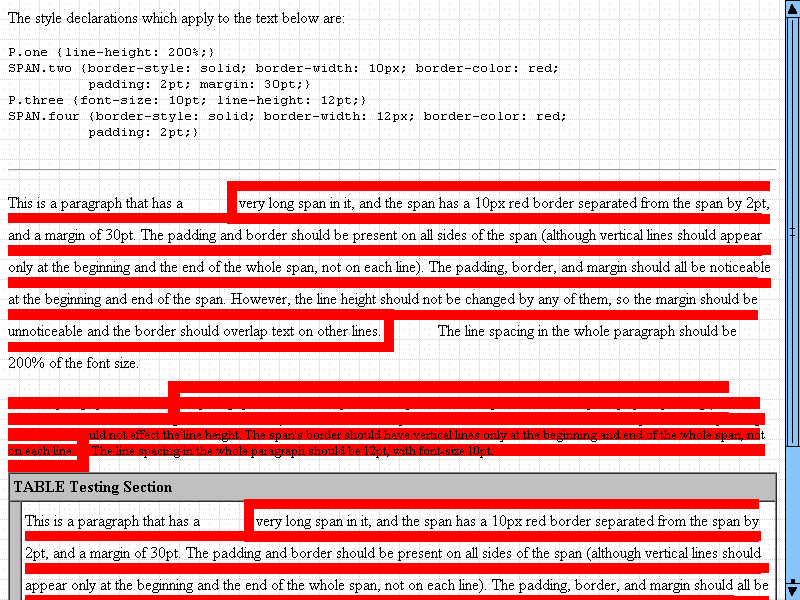 The style declarations which apply to the text below are:
P.one {line-height: 200%;}
SPAN.two {border-style: solid; border-width: 10px; border-color: red;
padding: 2pt; margin: 30pt;}
P.three {font-size: 10pt; line-height: 12pt;}
SPAN.four {border-style: solid; border-width: 12px; border-color: red;
padding: 2pt;}
This is a paragraph that has a very long span in it, and the span has a 10px red border separated from the span by 2pt,
and a margin of 30pt. The padding and border should be present on all sides of the span (although vertical lines should appear
only at the beginning and the end of the whole span, not on each line). The padding, border, and margin should all be noticeable
at the beginning and end of the span. However, the line height should not be changed by any of them, so the margin should be
unnoticeable and the border should overlap text on other lines. The line spacing in the whole paragraph should be
200% of the font size.
uld not effect the line height. The span's border should have vertical lines only at the beginning and end of the whole span, not
on each line. The line spacing in the whole paragraph should be 12pt, with font-size 10pt.
TABLE Testing Section
This is a paragraph that has a very long span in it, and the span has a 10px red border separated from the span by
2pt, and a margin of 30pt. The padding and border should be present on all sides of the span (although vertical lines should
appear only at the beginning and the end of the whole span, not on each line). The padding, border, and margin should all be